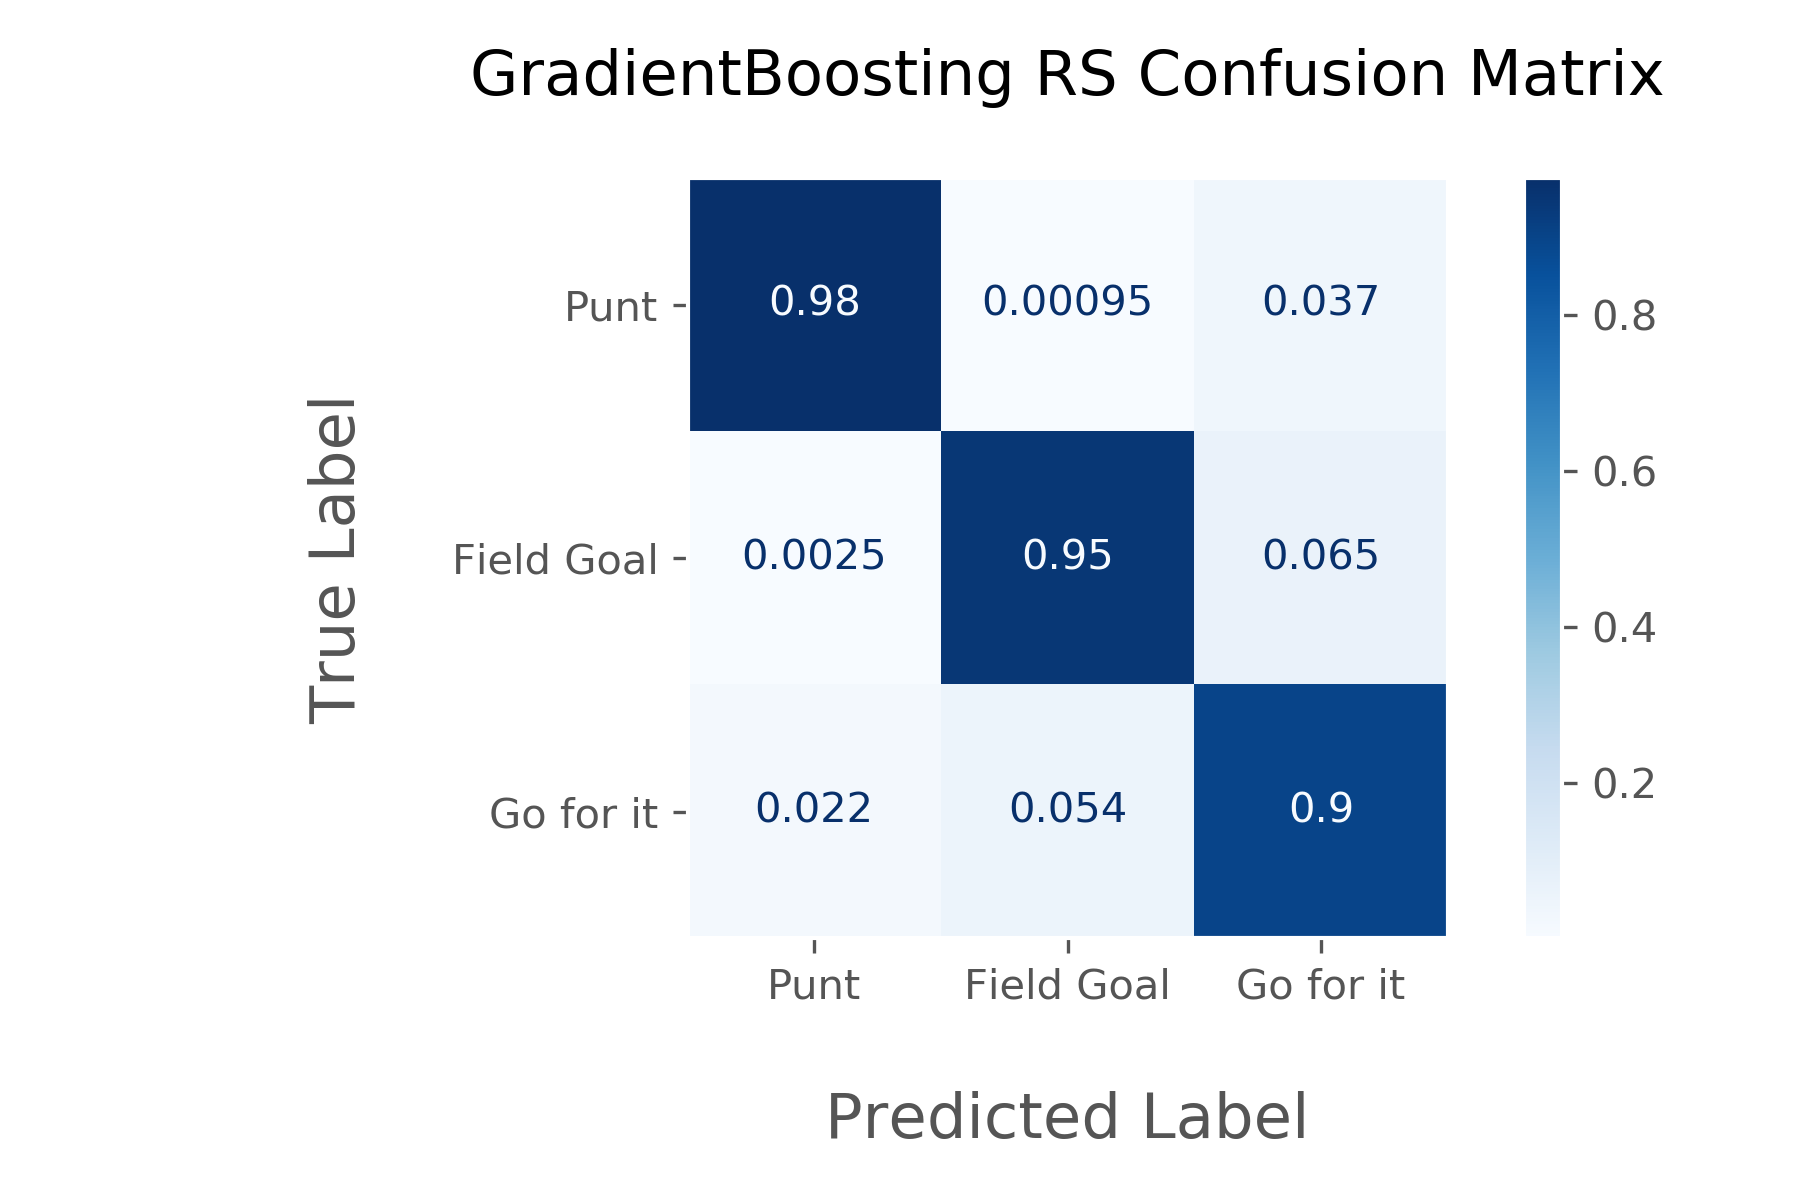 GradientBoosting RS Confusion Matrix
True Label
Punt
0.98
0.00095
0.037
Field Goal
0.0025
0.95
0.065
Go for it
0.022
0.054
0.9
Punt
Field Goal
Go for it
Predicted Label
0.8
0.6
0.4
0.2